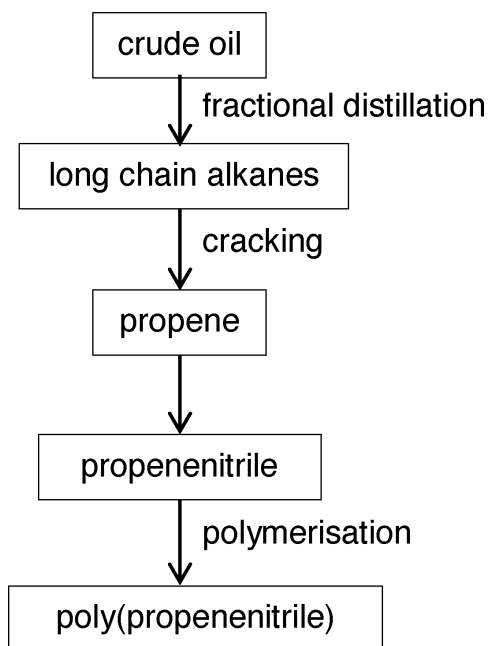 crude oil
fractional distillation
long chain alkanes
cracking
propene
propenenitrile
polymerisation
poly(propenenitrile)